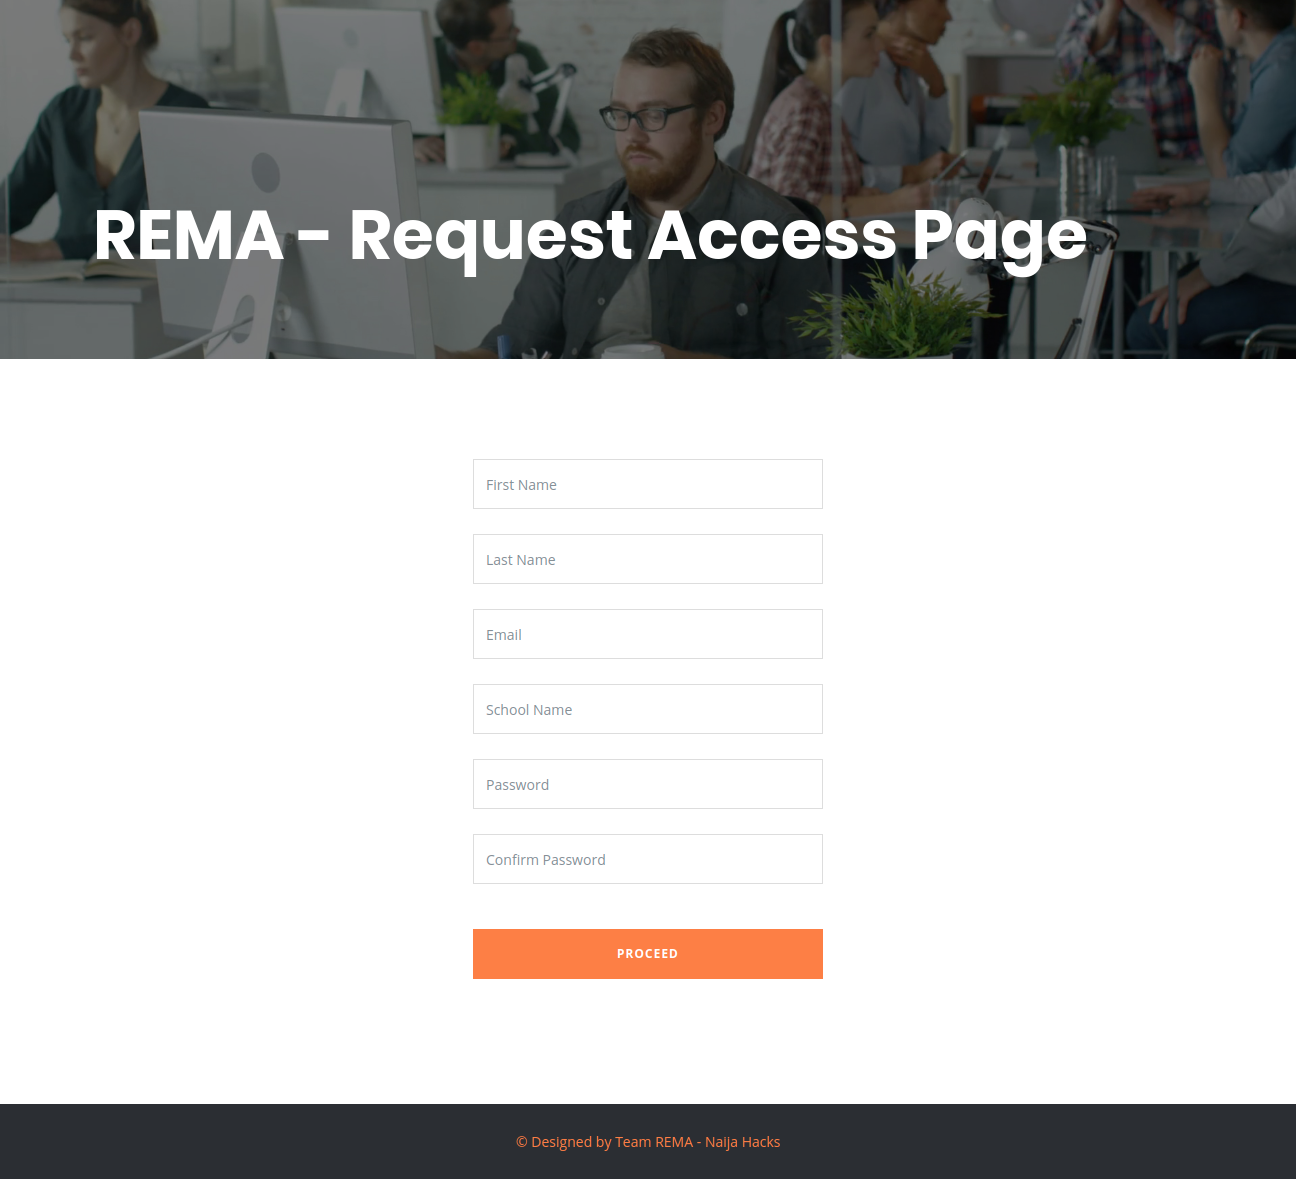 REMA - Request Access Page
First Name
Last Name
Email
School Name
Password
Confirm Password
PROCEED
© Designed by Team REMA - Naija Hacks